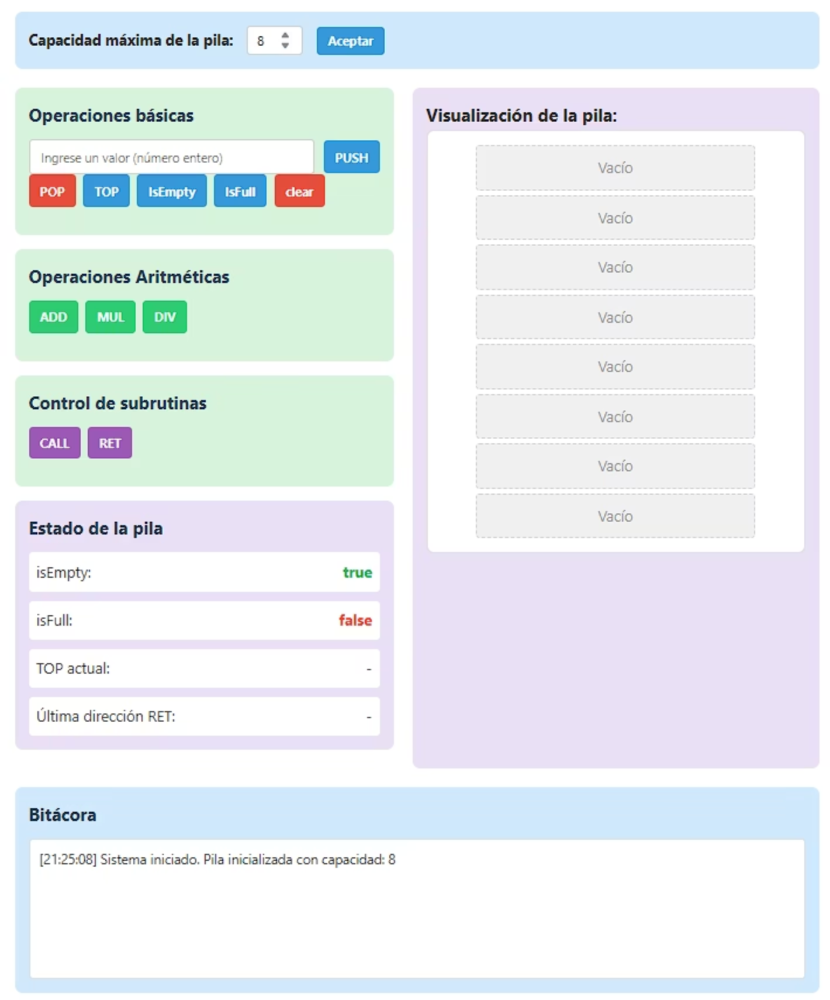 Capacidad máxima de la pila: 8 Aceptar
Operaciones básicas
Ingrese un valor (número entero) PUSH
POP TOP IsEmpty IsFull clear
Operaciones Aritméticas
ADD MUL DIV
Control de subrutinas
CALL RET
Estado de la pila
isEmpty: true
isFull: false
TOP actual: -
Última dirección RET: -
Visualización de la pila:
Vacío
Vacío
Vacío
Vacío
Vacío
Vacío
Vacío
Vacío
Bitácora
[21:25:08] Sistema iniciado. Pila inicializada con capacidad: 8